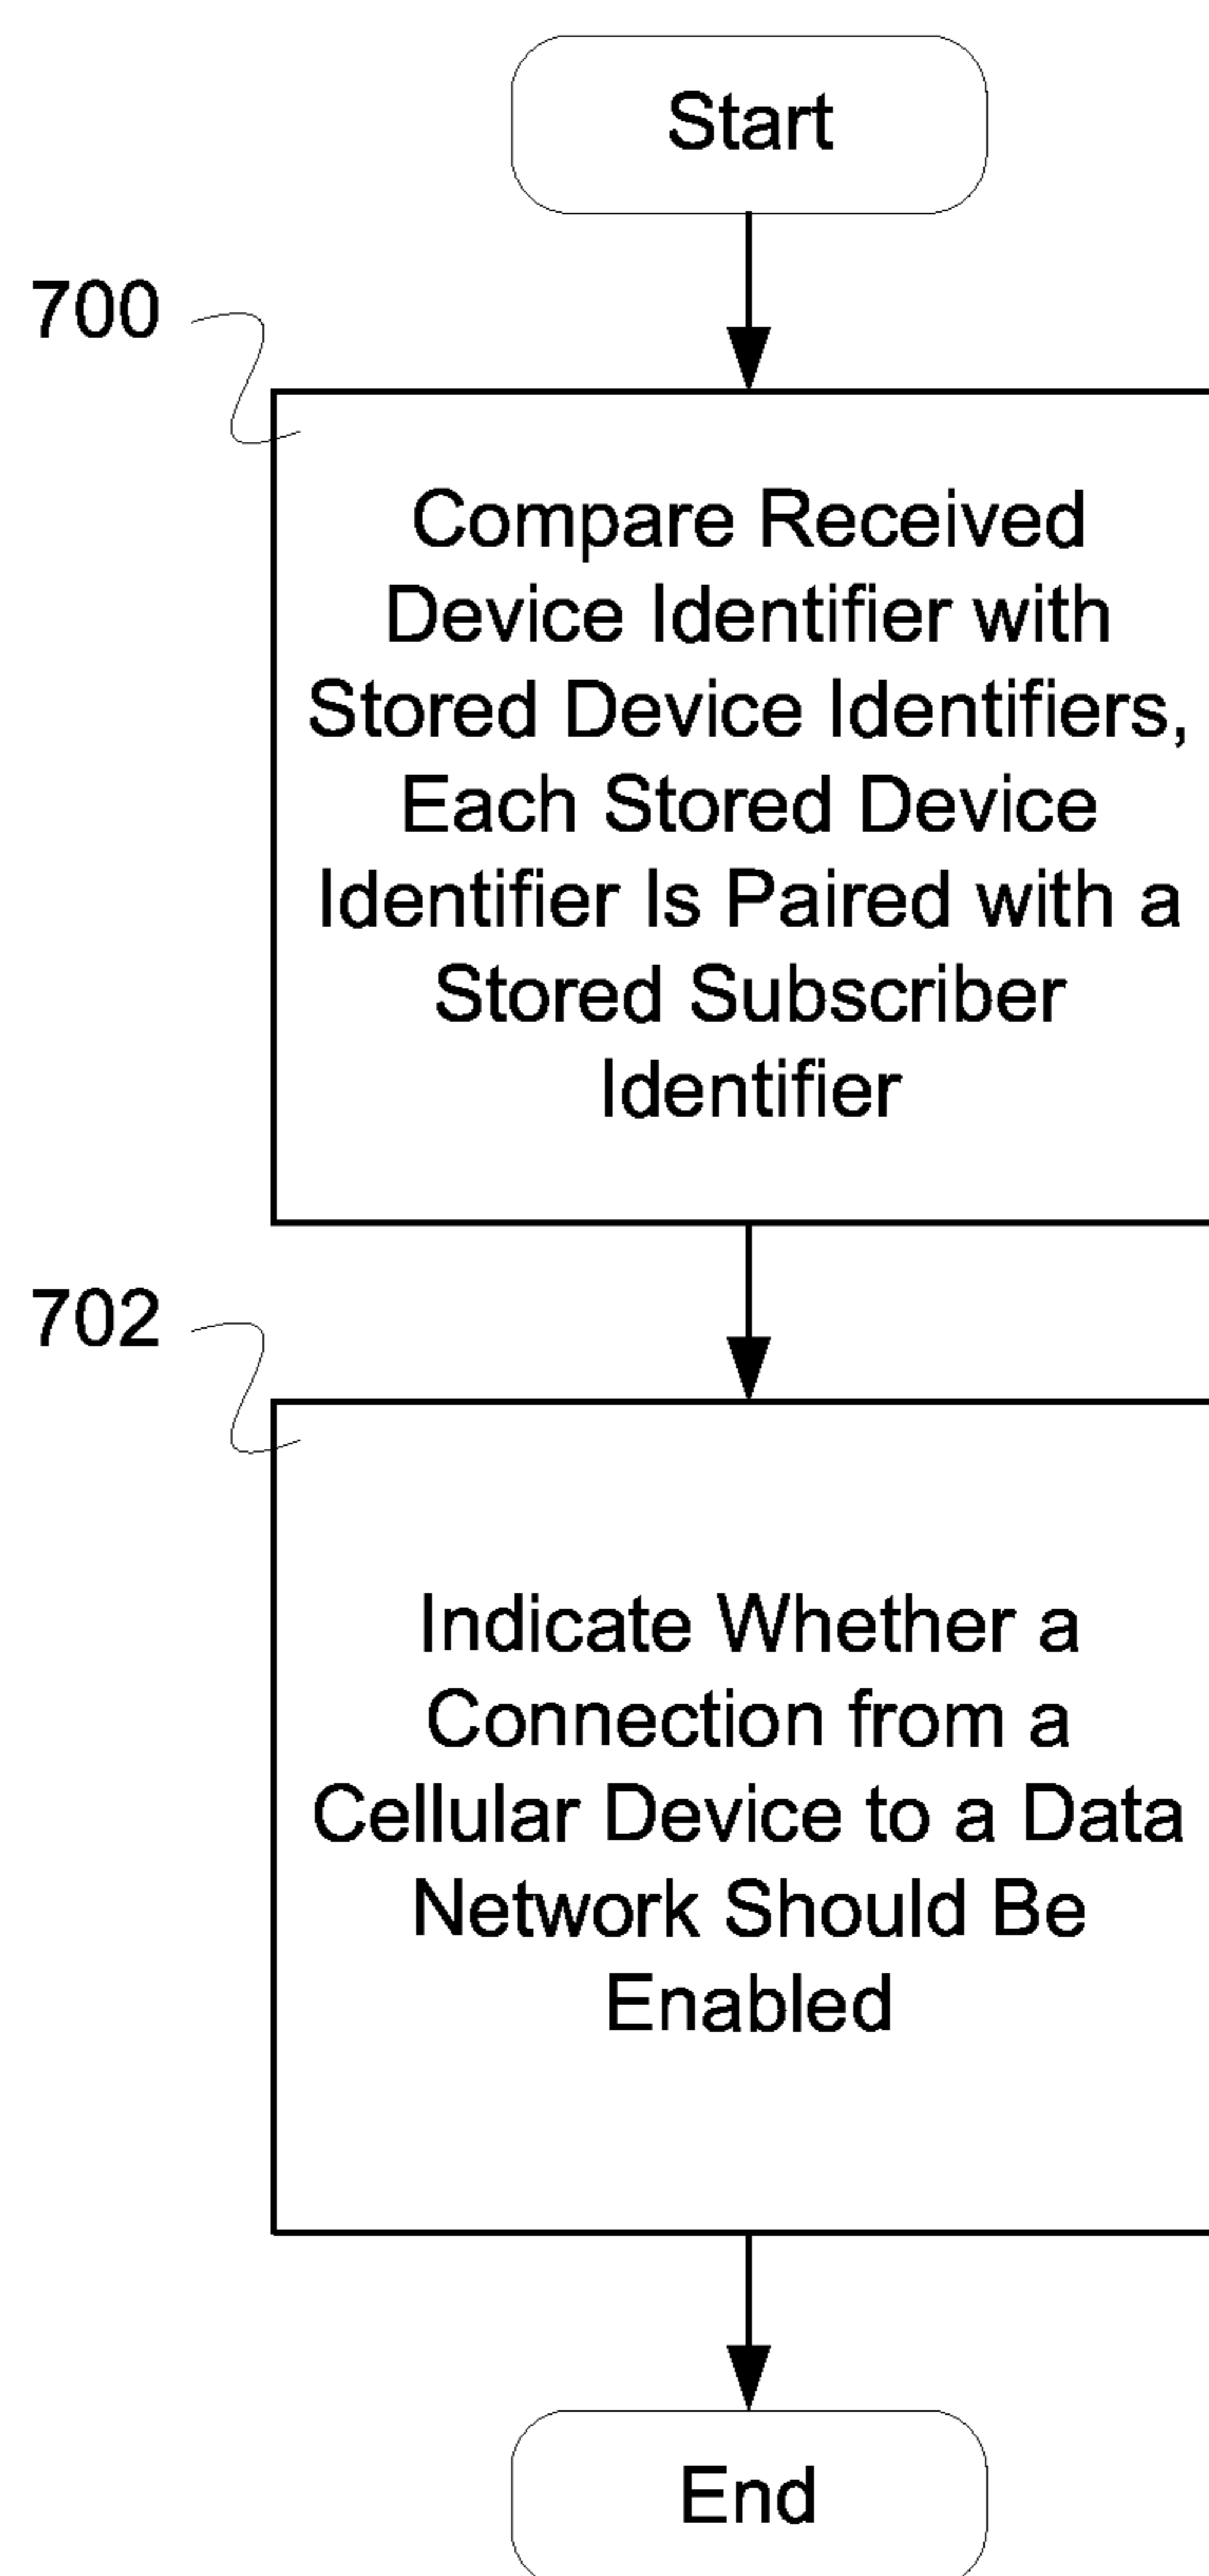 Start
700
Compare Received
Device Identifier with
Stored Device Identifiers,
Each Stored Device
Identifier Is Paired with a
Stored Subscriber
Identifier
702
Indicate Whether a
Connection from a
Cellular Device to a Data
Network Should Be
Enabled
End